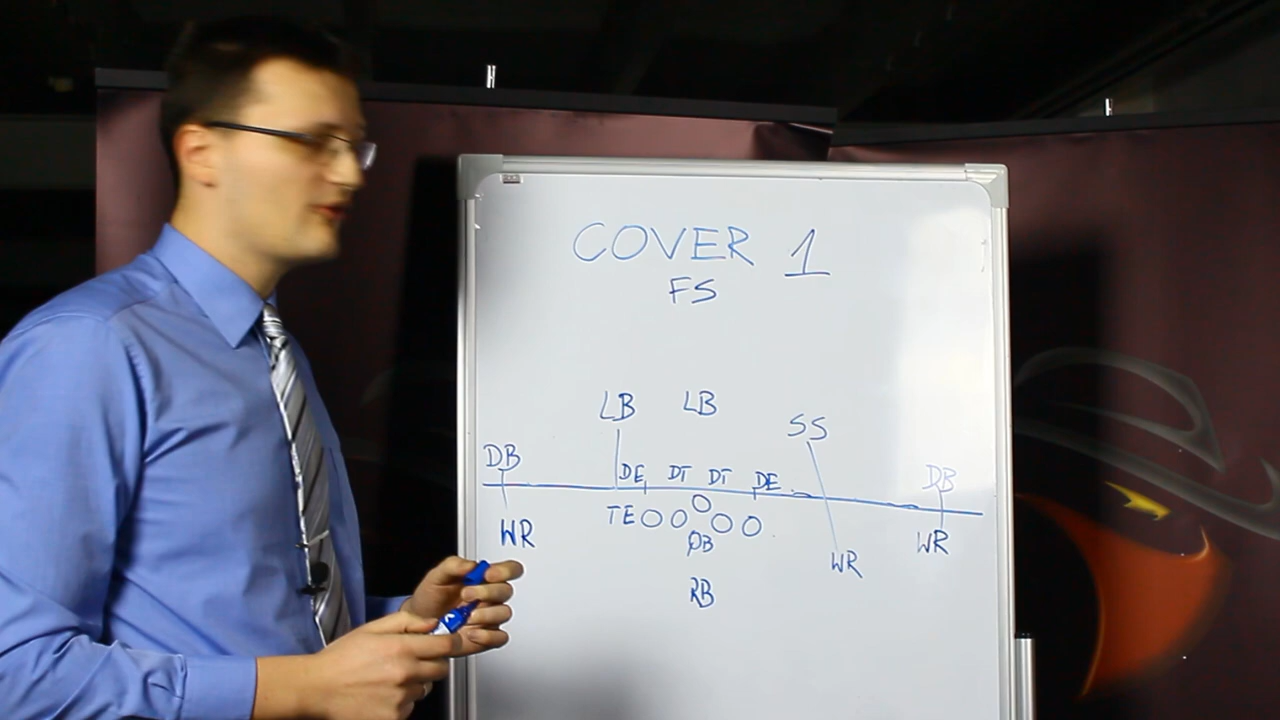 COVER 1
FS
LB LB
SS
DB DE DT DT DE DB
TE
WR QB WR
WR
RB